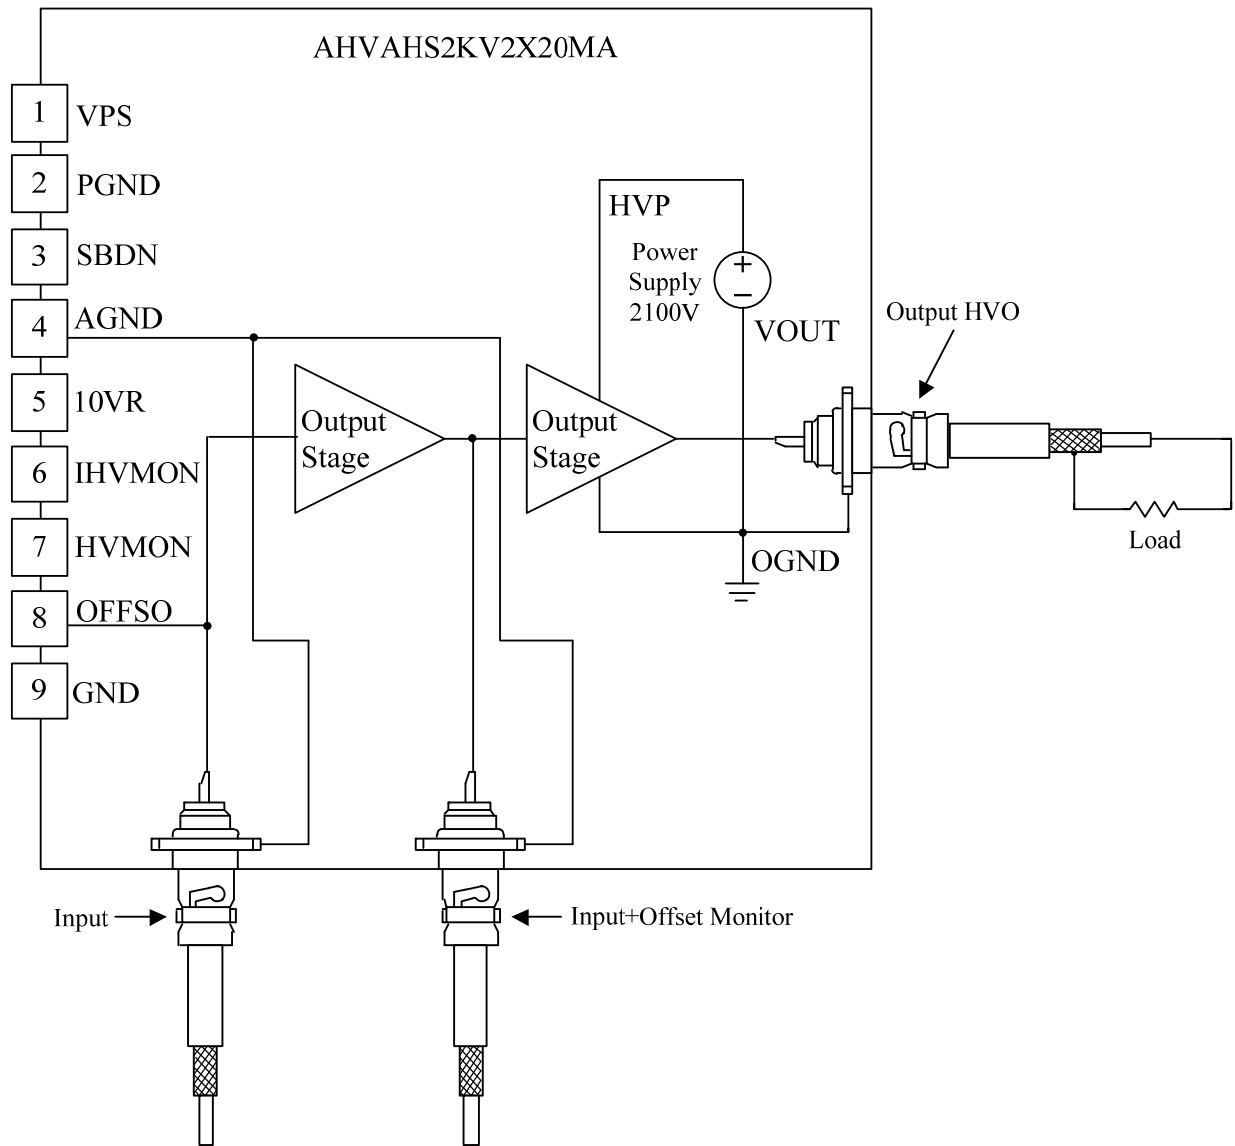 AHVAHS2KV2X20MA
1 VPS
2 PGND
3 SBDN
4 AGND
5 10VR
6 IHVMON
7 HVMON
8 OFFSO
9 GND
HVP
Power
Supply
2100V
+
−
VOUT
Output HVO
Output
Stage
Output
Stage
OGND
Load
Input
Input+Offset Monitor